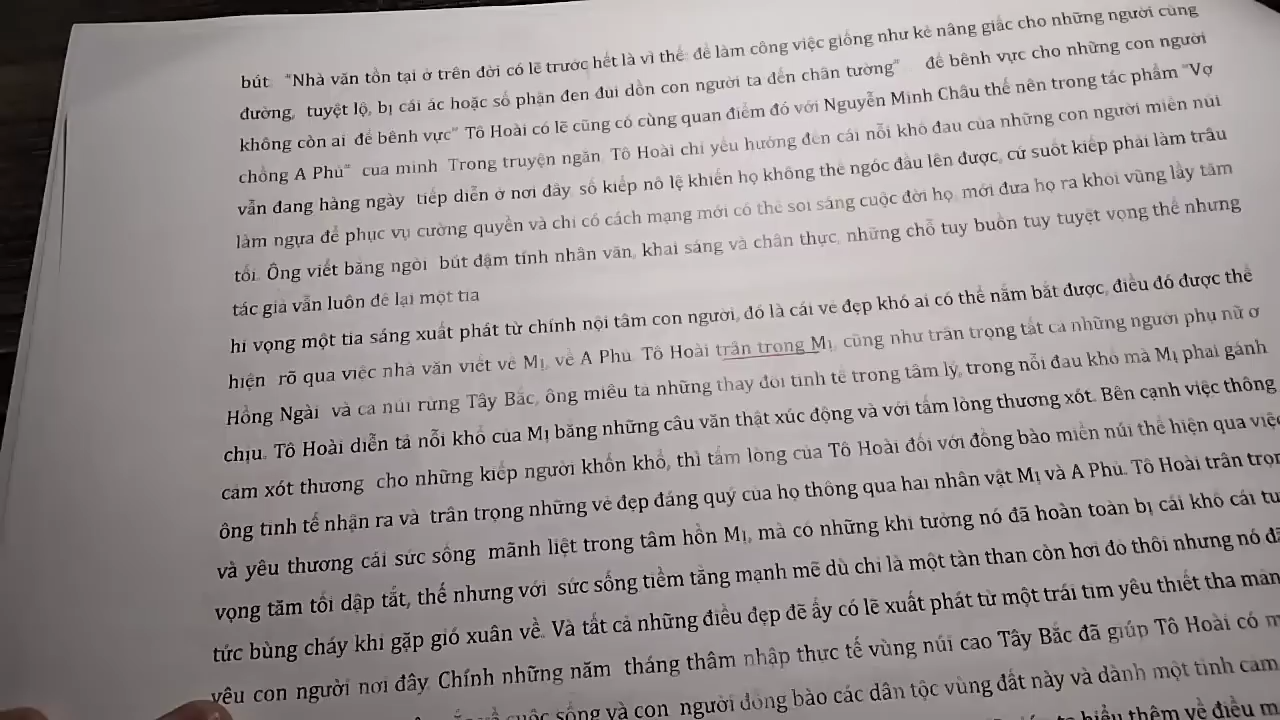 bút "Nhà văn tồn tại ở trên đời có lẽ trước hết là vì thế: để làm công việc giống như kẻ nâng giấc cho những người cùng
đường, tuyệt lộ, bị cái ác hoặc số phận đen đủi dồn con người ta đến chân tường" để bênh vực cho những con người
không còn ai để bênh vực" Tô Hoài có lẽ cũng có cùng quan điểm đó với Nguyễn Minh Châu thế nên trong tác phẩm "Vợ
chồng A Phủ" của mình Trong truyện ngắn, Tô Hoài chỉ yếu hướng đến cái nỗi khổ đau của những con người miền núi
vẫn đang hàng ngày tiếp diễn ở nơi đây số kiếp nô lệ khiến họ không thể ngóc đầu lên được, cứ suốt kiếp phải làm trâu
làm ngựa để phục vụ cường quyền và chỉ có cách mạng mới có thể soi sáng cuộc đời họ, mới đưa họ ra khỏi vũng lầy tăm
tối. Ông viết bằng ngòi bút đậm tính nhân văn, khai sáng và chân thực, những chỗ tuy buồn tuy tuyệt vọng thế nhưng
tác giả vẫn luôn để lại một tia
hi vọng một tia sáng xuất phát từ chính nội tâm con người, đó là cái vẻ đẹp khó ai có thể nắm bắt được, điều đó được thể
hiện rõ qua việc nhà văn viết về Mị, về A Phủ. Tô Hoài trân trọng Mị, cũng như trân trọng tất cả những người phụ nữ ở
Hồng Ngài và cả núi rừng Tây Bắc, ông miêu tả những thay đổi tinh tế trong tâm lý, trong nỗi đau khổ mà Mị phải gánh
chịu. Tô Hoài diễn tả nỗi khổ của Mị bằng những câu văn thật xúc động và với tấm lòng thương xót. Bên cạnh việc thông
cảm xót thương cho những kiếp người khốn khổ, thì tấm lòng của Tô Hoài đối với đồng bào miền núi thể hiện qua việc
ông tinh tế nhận ra và trân trọng những vẻ đẹp đáng quý của họ thông qua hai nhân vật Mị và A Phủ. Tô Hoài trân trọn
và yêu thương cái sức sống mãnh liệt trong tâm hồn Mị, mà có những khi tưởng nó đã hoàn toàn bị cái khổ cái tu
vọng tăm tối dập tắt, thế nhưng với sức sống tiềm tàng mạnh mẽ dù chỉ là một tàn than còn hơi đỏ thôi nhưng nó đã
tức bùng cháy khi gặp gió xuân về. Và tất cả những điều đẹp đẽ ấy có lẽ xuất phát từ một trái tim yêu thiết tha mãn
yêu con người nơi đây. Chính những năm tháng thâm nhập thực tế vùng núi cao Tây Bắc đã giúp Tô Hoài có m
cuộc sống và con người đồng bào các dân tộc vùng đất này và dành một tình cảm
hiểu thêm về điều m